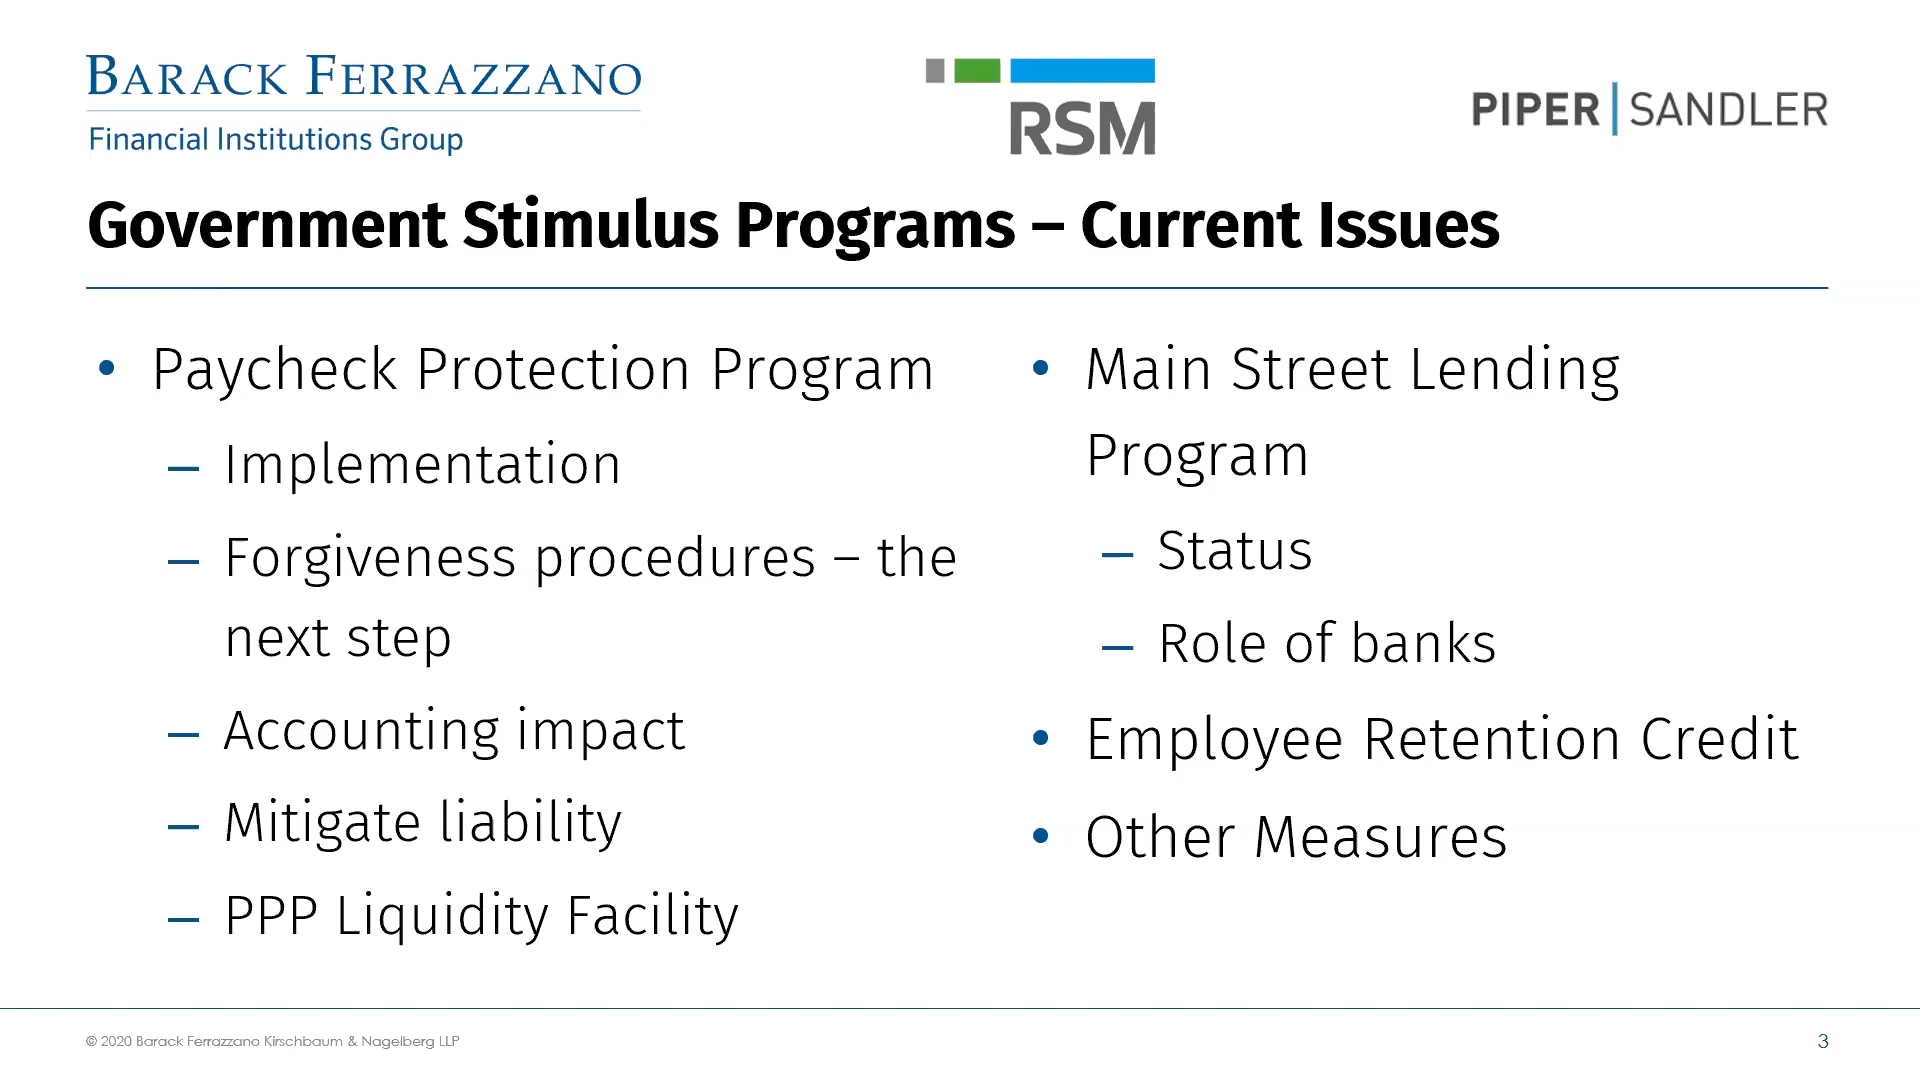 BARACK FERRAZZANO
Financial Institutions Group
RSM
PIPER | SANDLER
Government Stimulus Programs – Current Issues
• Paycheck Protection Program
– Implementation
– Forgiveness procedures – the
next step
– Accounting impact
– Mitigate liability
– PPP Liquidity Facility
• Main Street Lending
Program
– Status
– Role of banks
• Employee Retention Credit
• Other Measures
© 2020 Barack Ferrazzano Kirschbaum & Nagelberg LLP
3